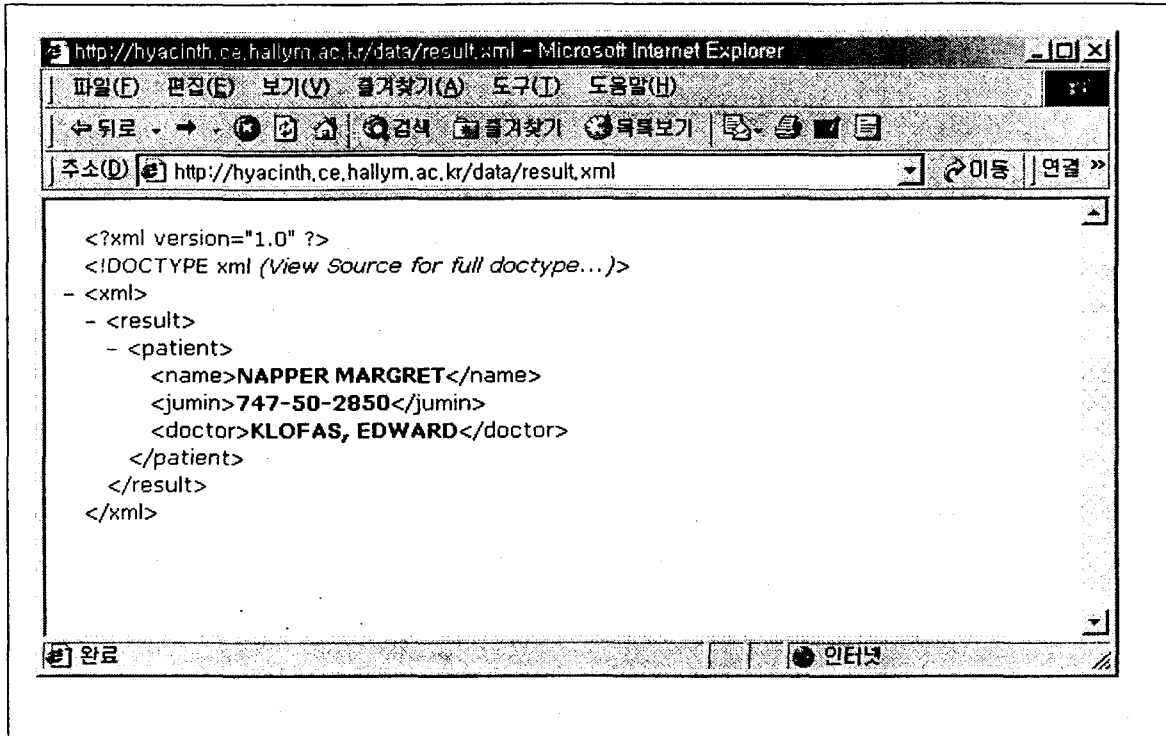 http://hyacinth.ce.hallym.ac.kr/data/result.xml - Microsoft Internet Explorer
파일(F) 편집(E) 보기(V) 즐겨찾기(A) 도구(T) 도움말(H)
뒤로 검색 즐겨찾기 목록보기
주소(D) http://hyacinth.ce.hallym.ac.kr/data/result.xml 이동 연결 »
<?xml version="1.0" ?>
<!DOCTYPE xml (View Source for full doctype...)>
- <xml>
- <result>
- <patient>
<name>NAPPER MARGRET</name>
<jumin>747-50-2850</jumin>
<doctor>KLOFAS, EDWARD</doctor>
</patient>
</result>
</xml>
완료 인터넷